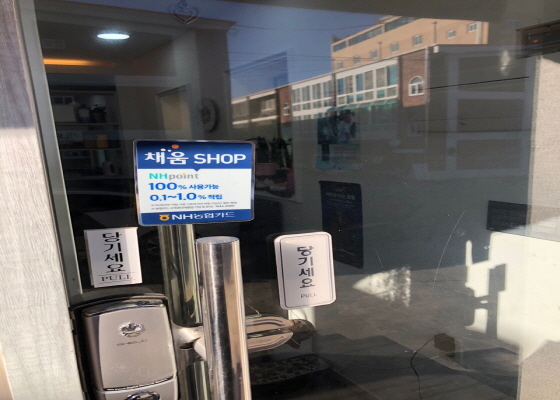 채움 SHOP
NHpoint
100% 사용가능
0.1~1.0% 적립
NH농협카드
당기세요
PULL
당기세요
PULL